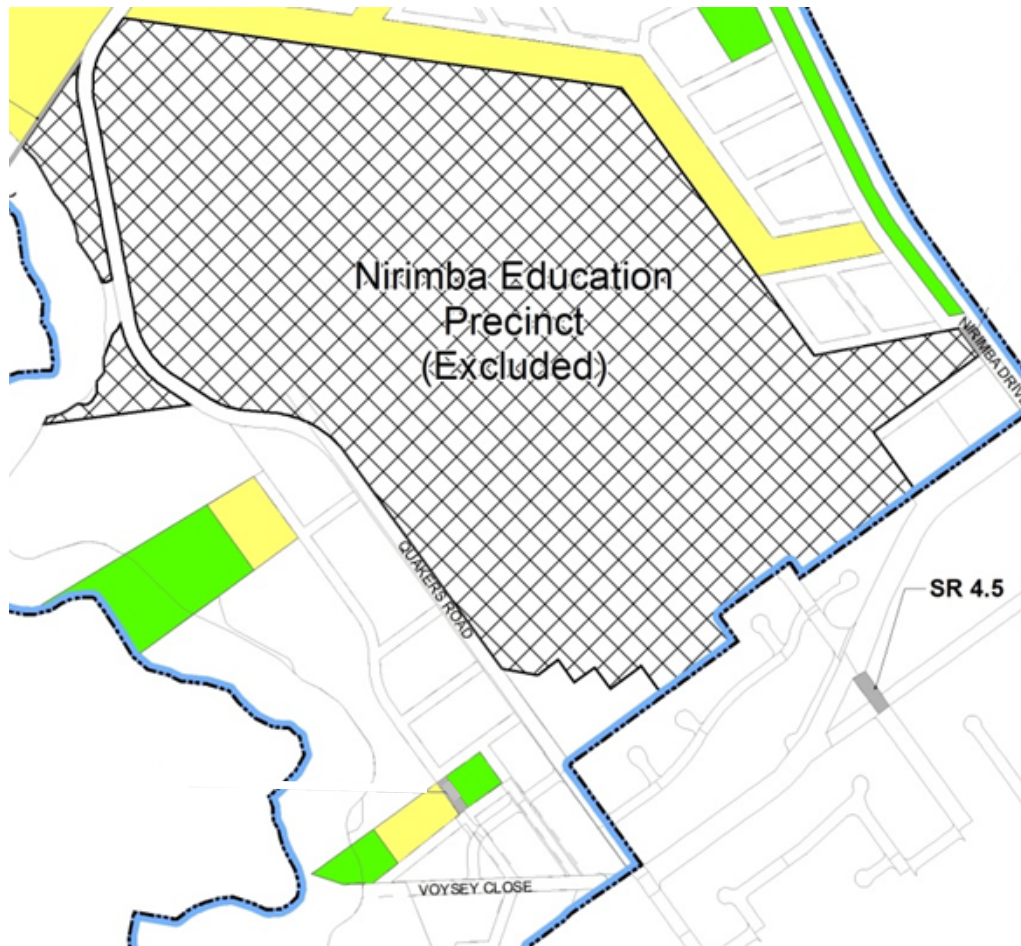 Nirimba Education
Precinct
(Excluded)
NIRIMBA DRIVE
QUAKERS ROAD
SR 4.5
VOYSEY CLOSE